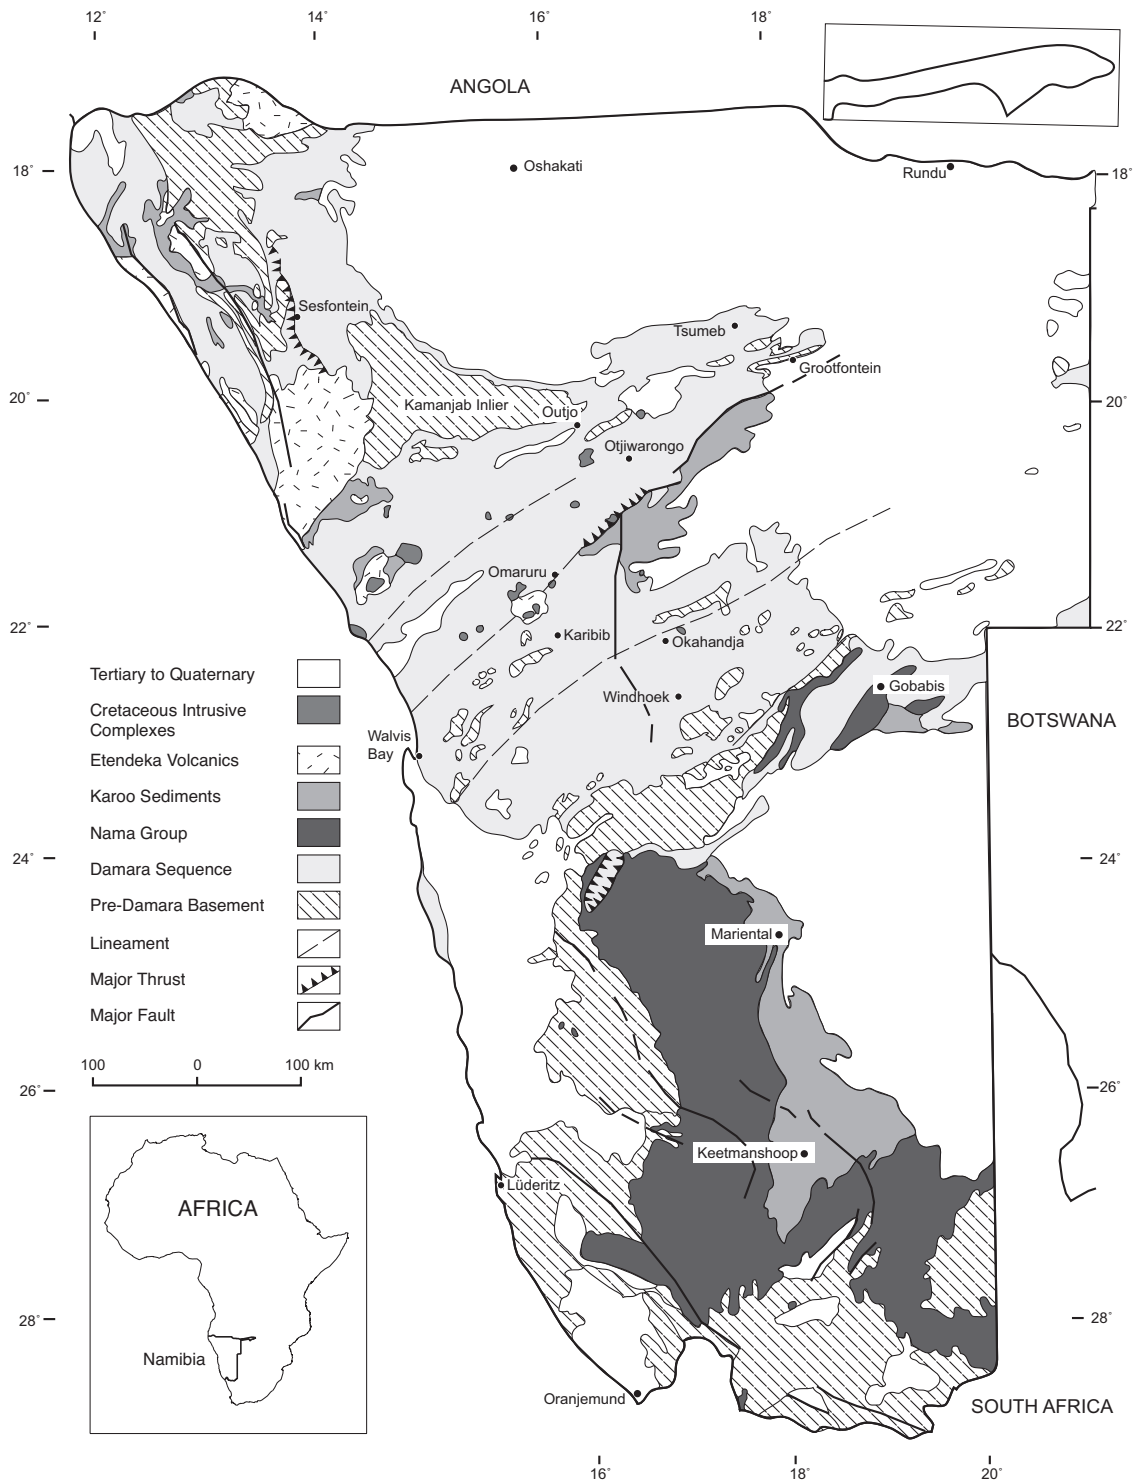 12°
14°
16°
18°
ANGOLA
18°
Oshakati
Rundu
18°
Sesfontein
Tsumeb
Grootfontein
20°
Kamanjab Inlier
Outjo
20°
Otjiwarongo
Omaruru
22°
Karibib
Okahandja
22°
Tertiary to Quaternary
Windhoek
Gobabis
Cretaceous Intrusive
Complexes
BOTSWANA
Walvis
Bay
Etendeka Volcanics
Karoo Sediments
Nama Group
24°
24°
Damara Sequence
Pre-Damara Basement
Mariental
Lineament
Major Thrust
Major Fault
100 0 100 km
26°
26°
Keetmanshoop
Lüderitz
AFRICA
28°
28°
Namibia
Oranjemund
SOUTH AFRICA
16°
18°
20°